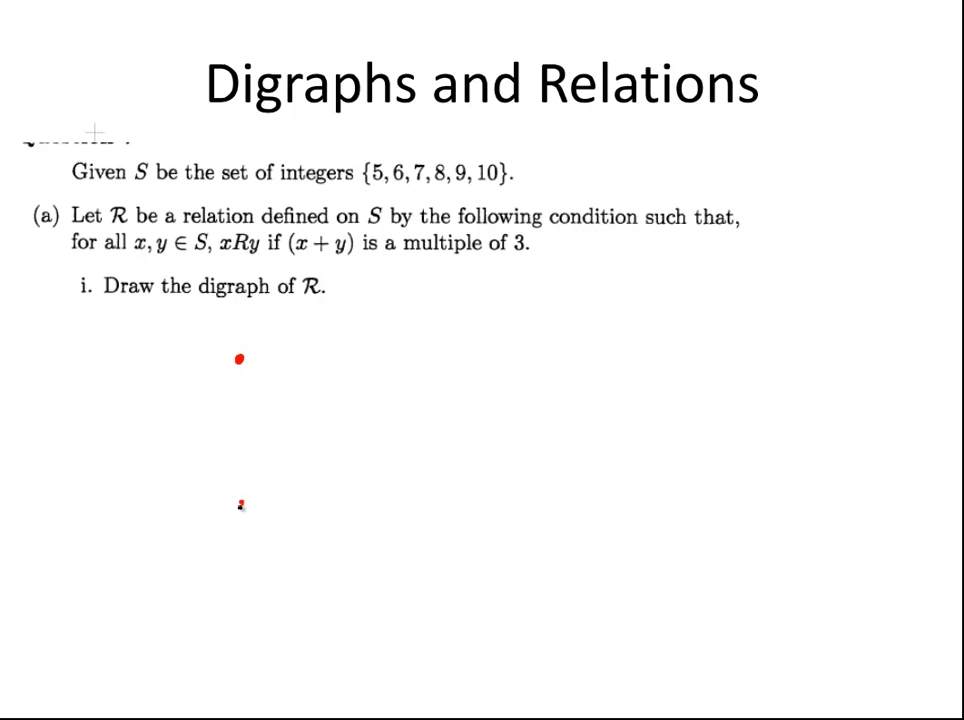 Digraphs and Relations
Given S be the set of integers {5, 6, 7, 8, 9, 10}.
(a) Let ℛ be a relation defined on S by the following condition such that,
for all x, y ∈ S, xRy if (x + y) is a multiple of 3.
i. Draw the digraph of ℛ.